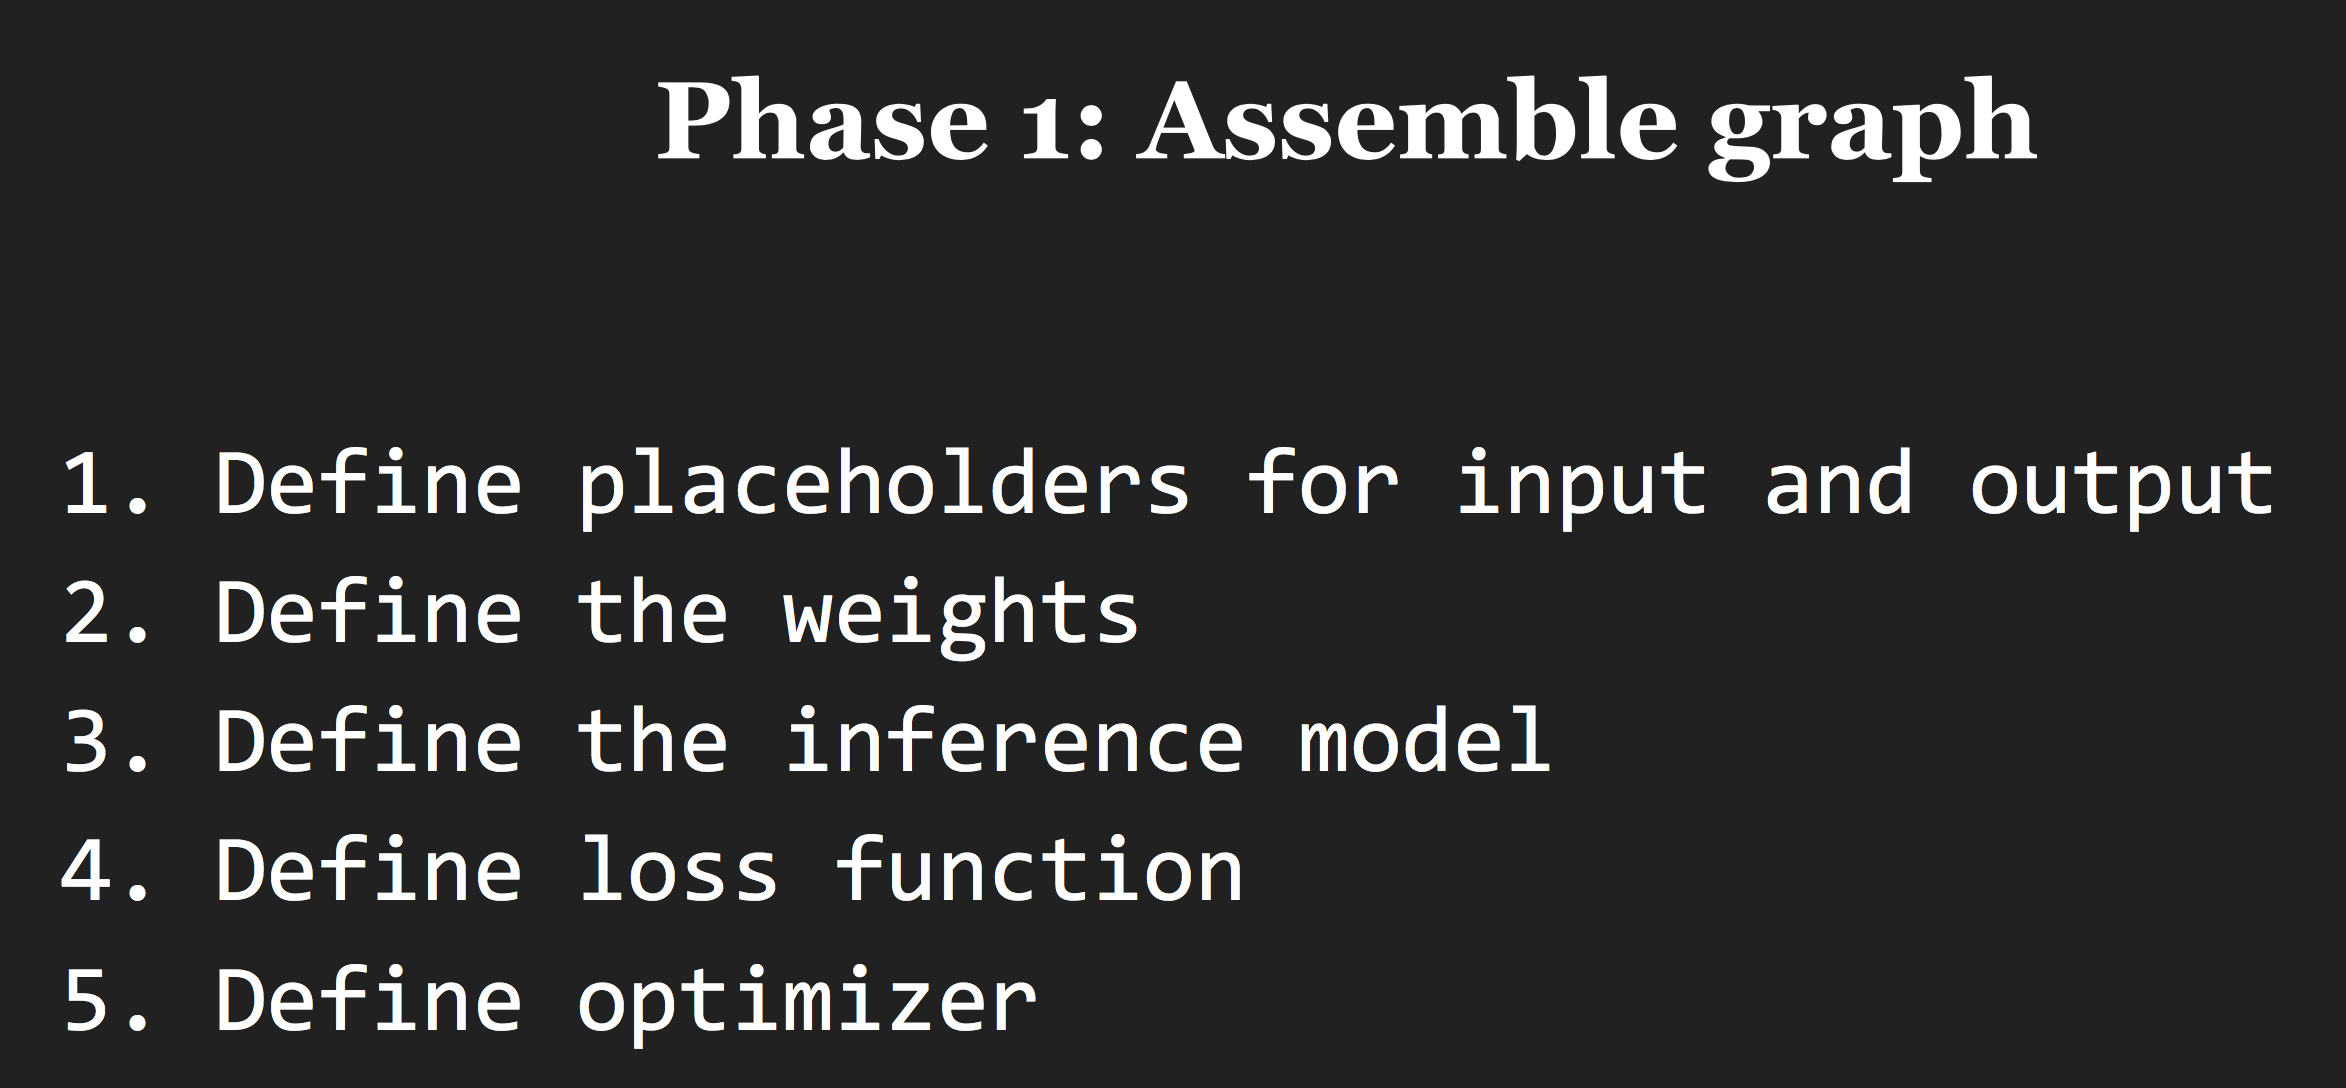 Phase 1: Assemble graph
1. Define placeholders for input and output
2. Define the weights
3. Define the inference model
4. Define loss function
5. Define optimizer